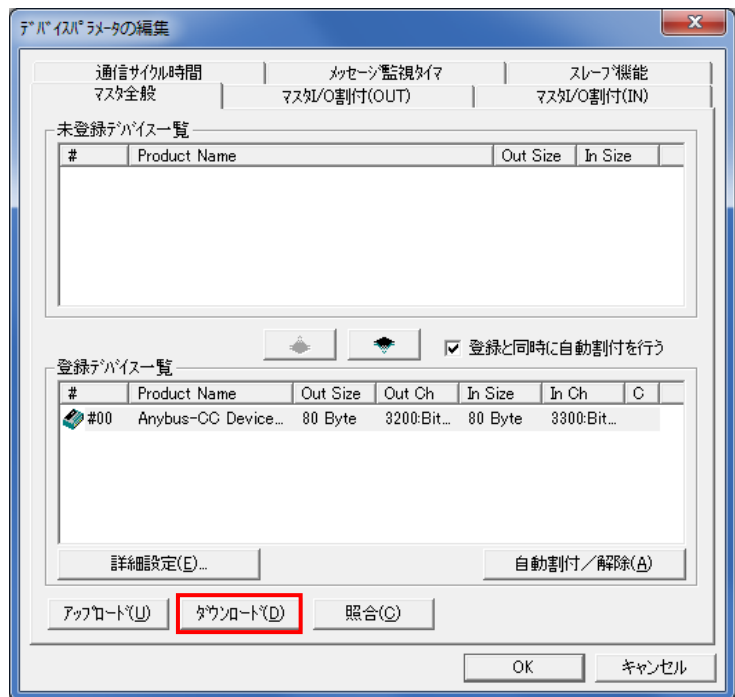 ﾃﾞﾊﾞｲｽﾊﾟﾗﾒｰﾀの編集
通信ｻｲｸﾙ時間 ﾒｯｾｰｼﾞ監視ﾀｲﾏ ｽﾚｰﾌﾞ機能
ﾏｽﾀ全般 ﾏｽﾀI/O割付(OUT) ﾏｽﾀI/O割付(IN)
未登録ﾃﾞﾊﾞｲｽ一覧
# Product Name Out Size In Size
登録と同時に自動割付を行う
登録ﾃﾞﾊﾞｲｽ一覧
# Product Name Out Size Out Ch In Size In Ch C
#00 Anybus-CC Device... 80 Byte 3200:Bit... 80 Byte 3300:Bit...
詳細設定(E)... 自動割付／解除(A)
ｱｯﾌﾟﾛｰﾄﾞ(U) ﾀﾞｳﾝﾛｰﾄﾞ(D) 照合(C)
OK ｷｬﾝｾﾙ